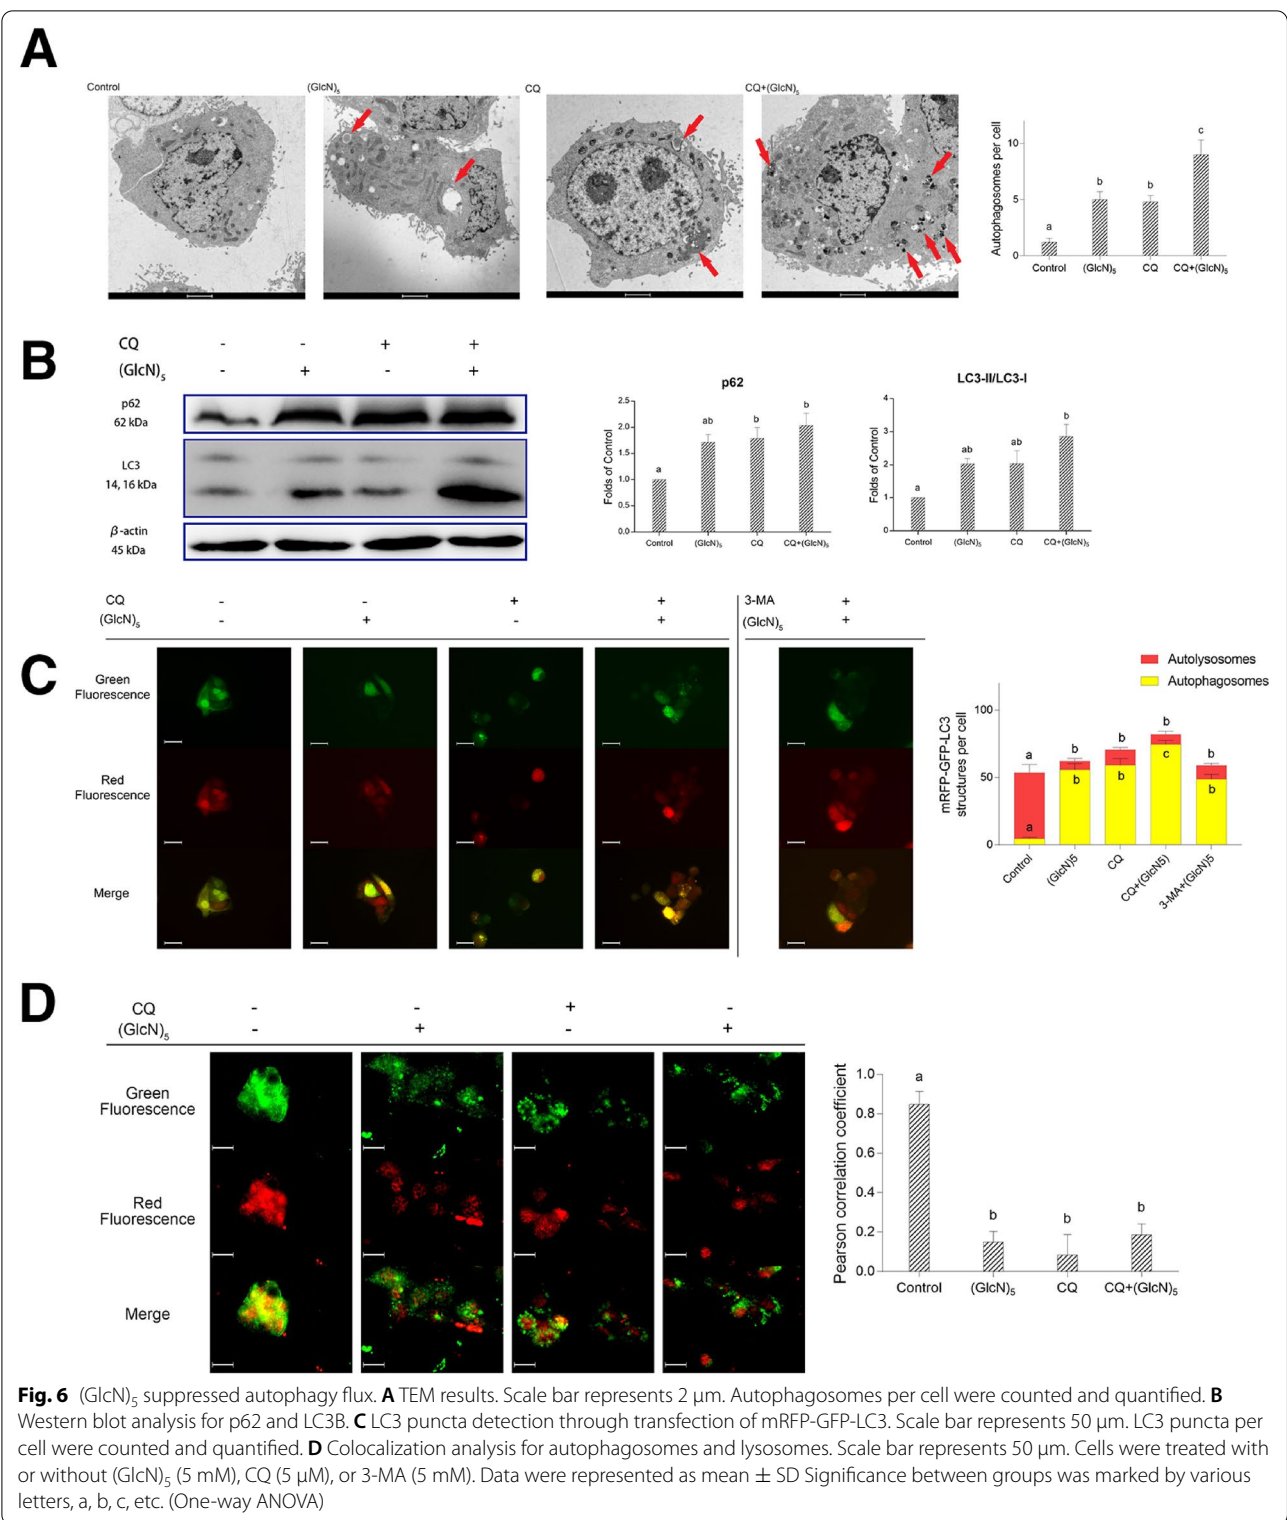 A
Control
(GlcN)5
CQ
CQ+(GlcN)5
Autophagosomes per cell
10
5
0
a
b
b
c
Control
(GlcN)5
CQ
CQ+(GlcN)5
B
CQ - - + +
(GlcN)5 - + - +
p62
62 kDa
LC3
14, 16 kDa
β-actin
45 kDa
p62
Folds of Control
2.5
2.0
1.5
1.0
0.5
0.0
a
ab
b
b
Control
(GlcN)5
CQ
CQ+(GlcN)5
LC3-II/LC3-I
Folds of Control
4
3
2
1
0
a
ab
ab
b
Control
(GlcN)5
CQ
CQ+(GlcN)5
C
CQ - - + +
(GlcN)5 - + - +
3-MA +
(GlcN)5 +
Green
Fluorescence
Red
Fluorescence
Merge
Autolysosomes
Autophagosomes
mRFP-GFP-LC3
structures per cell
100
50
0
a
b
b
b
b
a
b
b
c
b
Control
(GlcN)5
CQ
CQ+(GlcN5)
3-MA+(GlcN)5
D
CQ - - + -
(GlcN)5 - + - +
Green
Fluorescence
Red
Fluorescence
Merge
Pearson correlation coefficient
1.0
0.8
0.6
0.4
0.2
0.0
a
b
b
b
Control
(GlcN)5
CQ
CQ+(GlcN)5
Fig. 6 (GlcN)5 suppressed autophagy flux. A TEM results. Scale bar represents 2 μm. Autophagosomes per cell were counted and quantified. B
Western blot analysis for p62 and LC3B. C LC3 puncta detection through transfection of mRFP-GFP-LC3. Scale bar represents 50 μm. LC3 puncta per
cell were counted and quantified. D Colocalization analysis for autophagosomes and lysosomes. Scale bar represents 50 μm. Cells were treated with
or without (GlcN)5 (5 mM), CQ (5 μM), or 3-MA (5 mM). Data were represented as mean ± SD Significance between groups was marked by various
letters, a, b, c, etc. (One-way ANOVA)